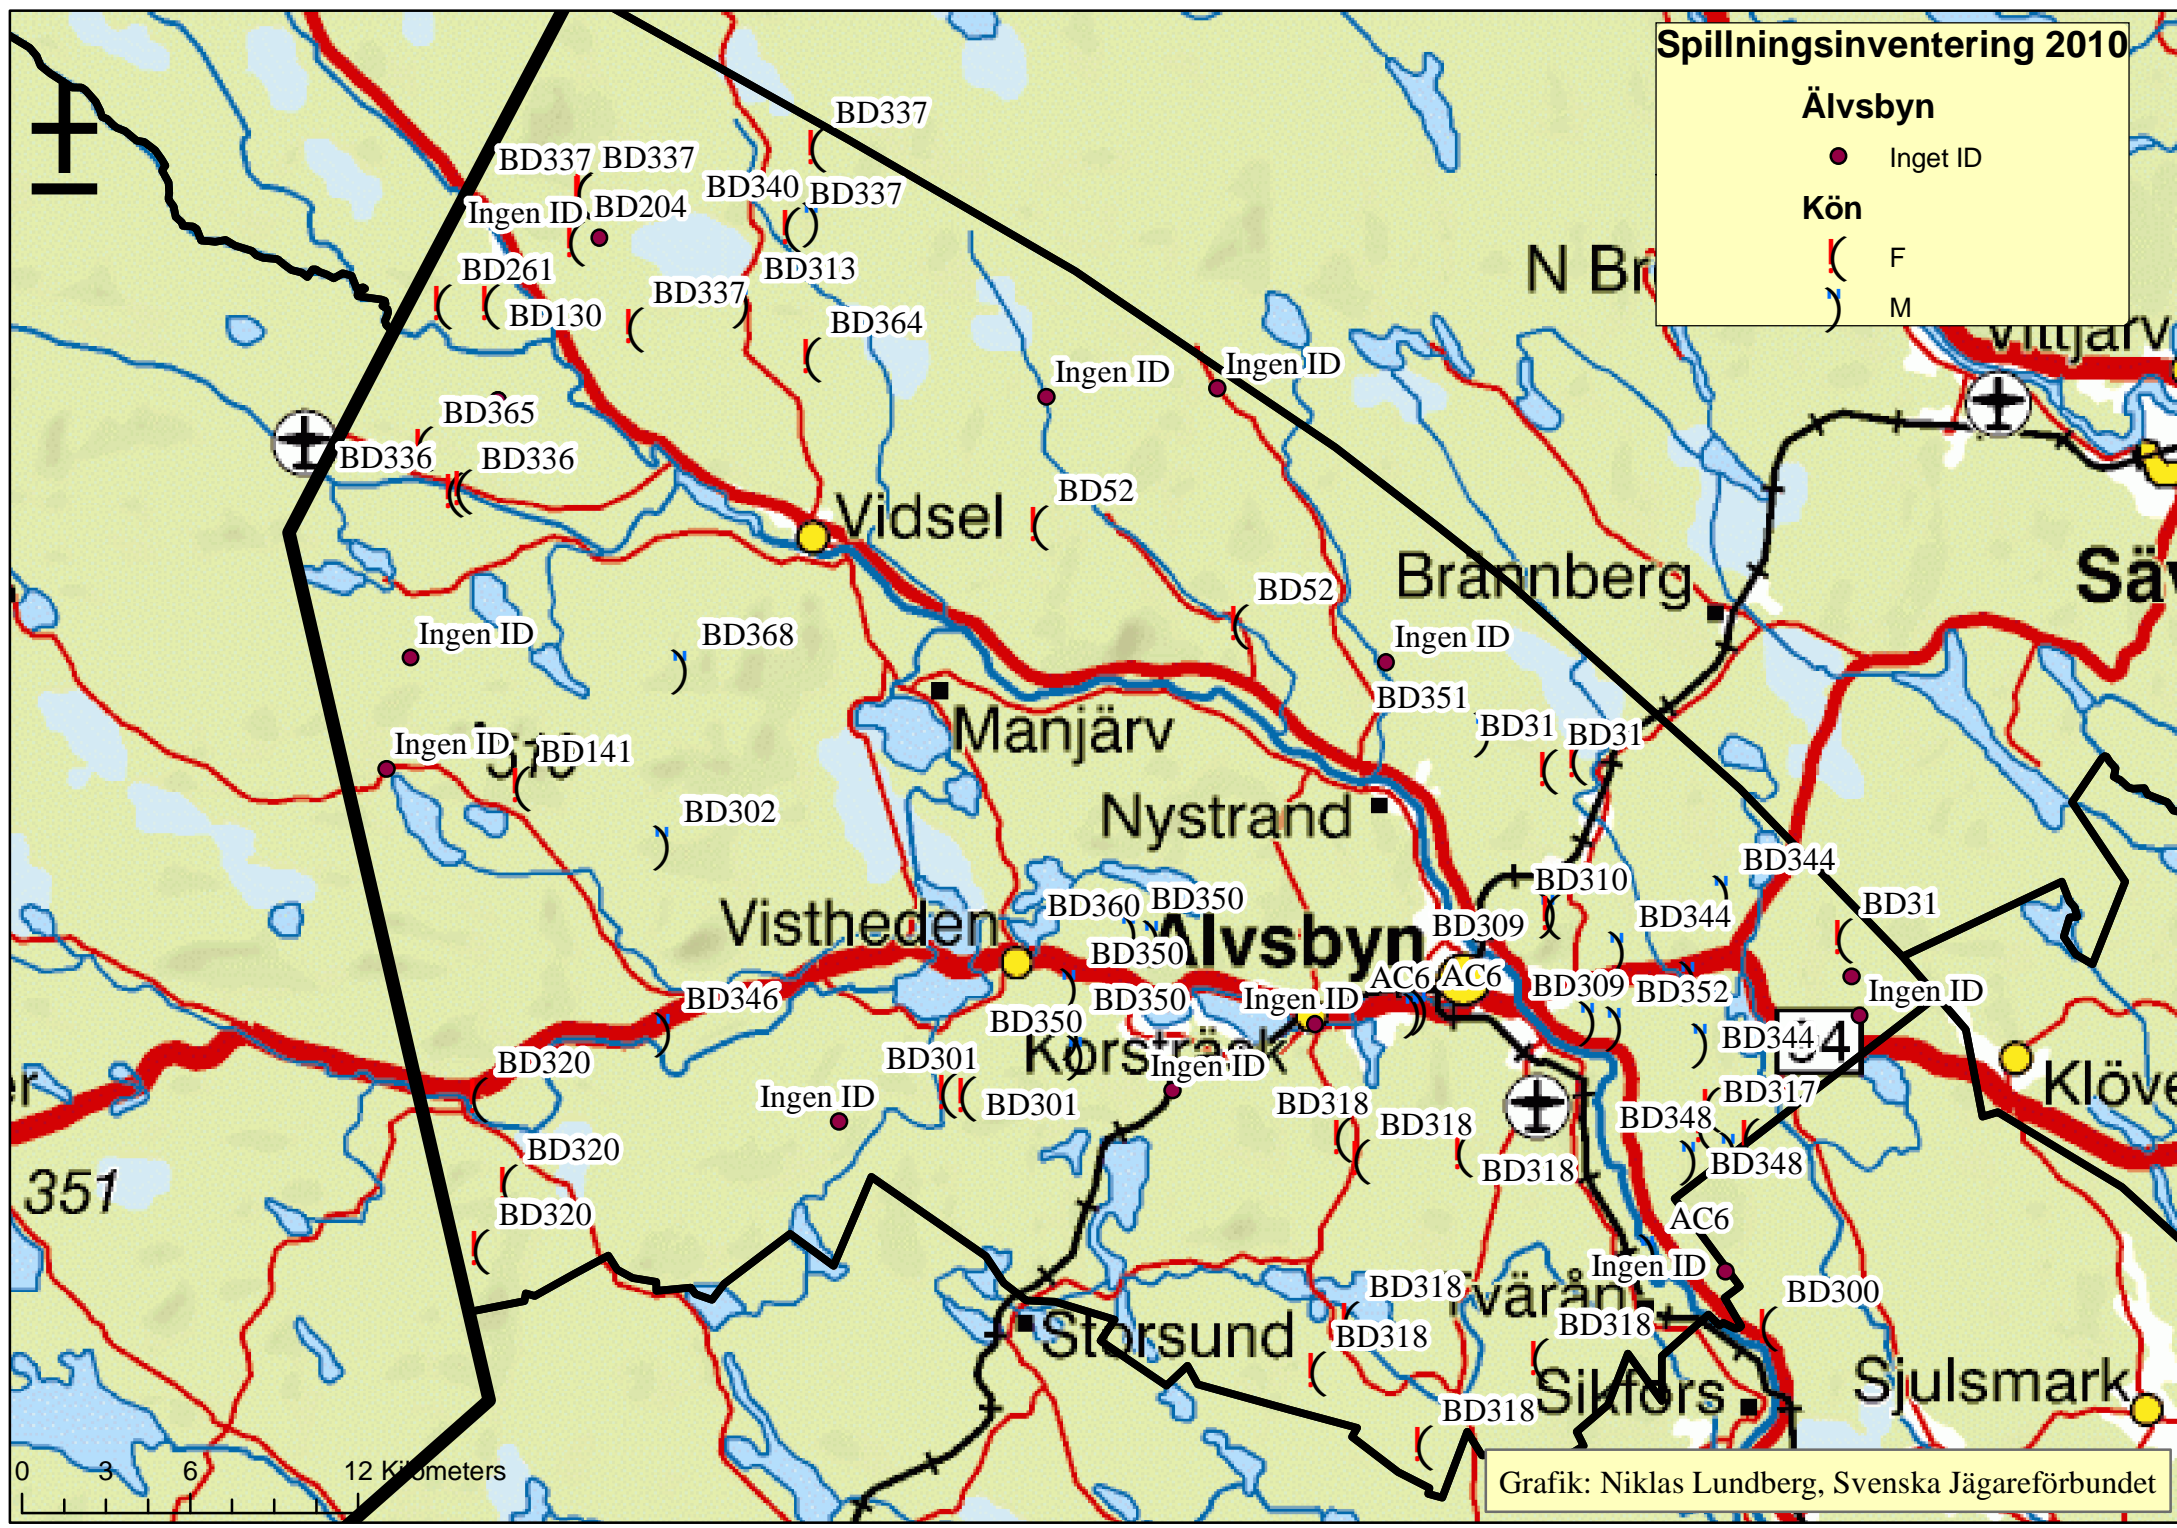 Spillningsinventering 2010
Älvsbyn
Inget ID
Kön
F
M
BD337
BD337 BD337
BD340 BD337
Ingen ID BD204
BD261
BD313
BD130
BD337
BD364
N Br
Ingen ID
Ingen ID
BD365
BD336 BD336
BD52
Vidsel
Brännberg
BD52
Ingen ID
BD368
Ingen ID
BD351
Manjärv
BD31 BD31
Ingen ID
BD141
BD302
Nystrand
BD344
BD310
Vistheden
BD360 BD350
BD309
BD344
BD31
BD350
Älvsbyn
AC6 AC6
BD309 BD352
Ingen ID
BD346
BD350
Ingen ID
BD350
Korsträsk
BD344
BD320
BD301
Ingen ID
Klöve
BD317
Ingen ID
BD301
BD318
BD318
BD348
BD320
BD318
BD348
351
BD320
AC6
Ingen ID
BD318
BD300
BD318
BD318
Storsund
Sikfors
Sjulsmark
BD318
0 3 6 12 Kilometers
Grafik: Niklas Lundberg, Svenska Jägareförbundet